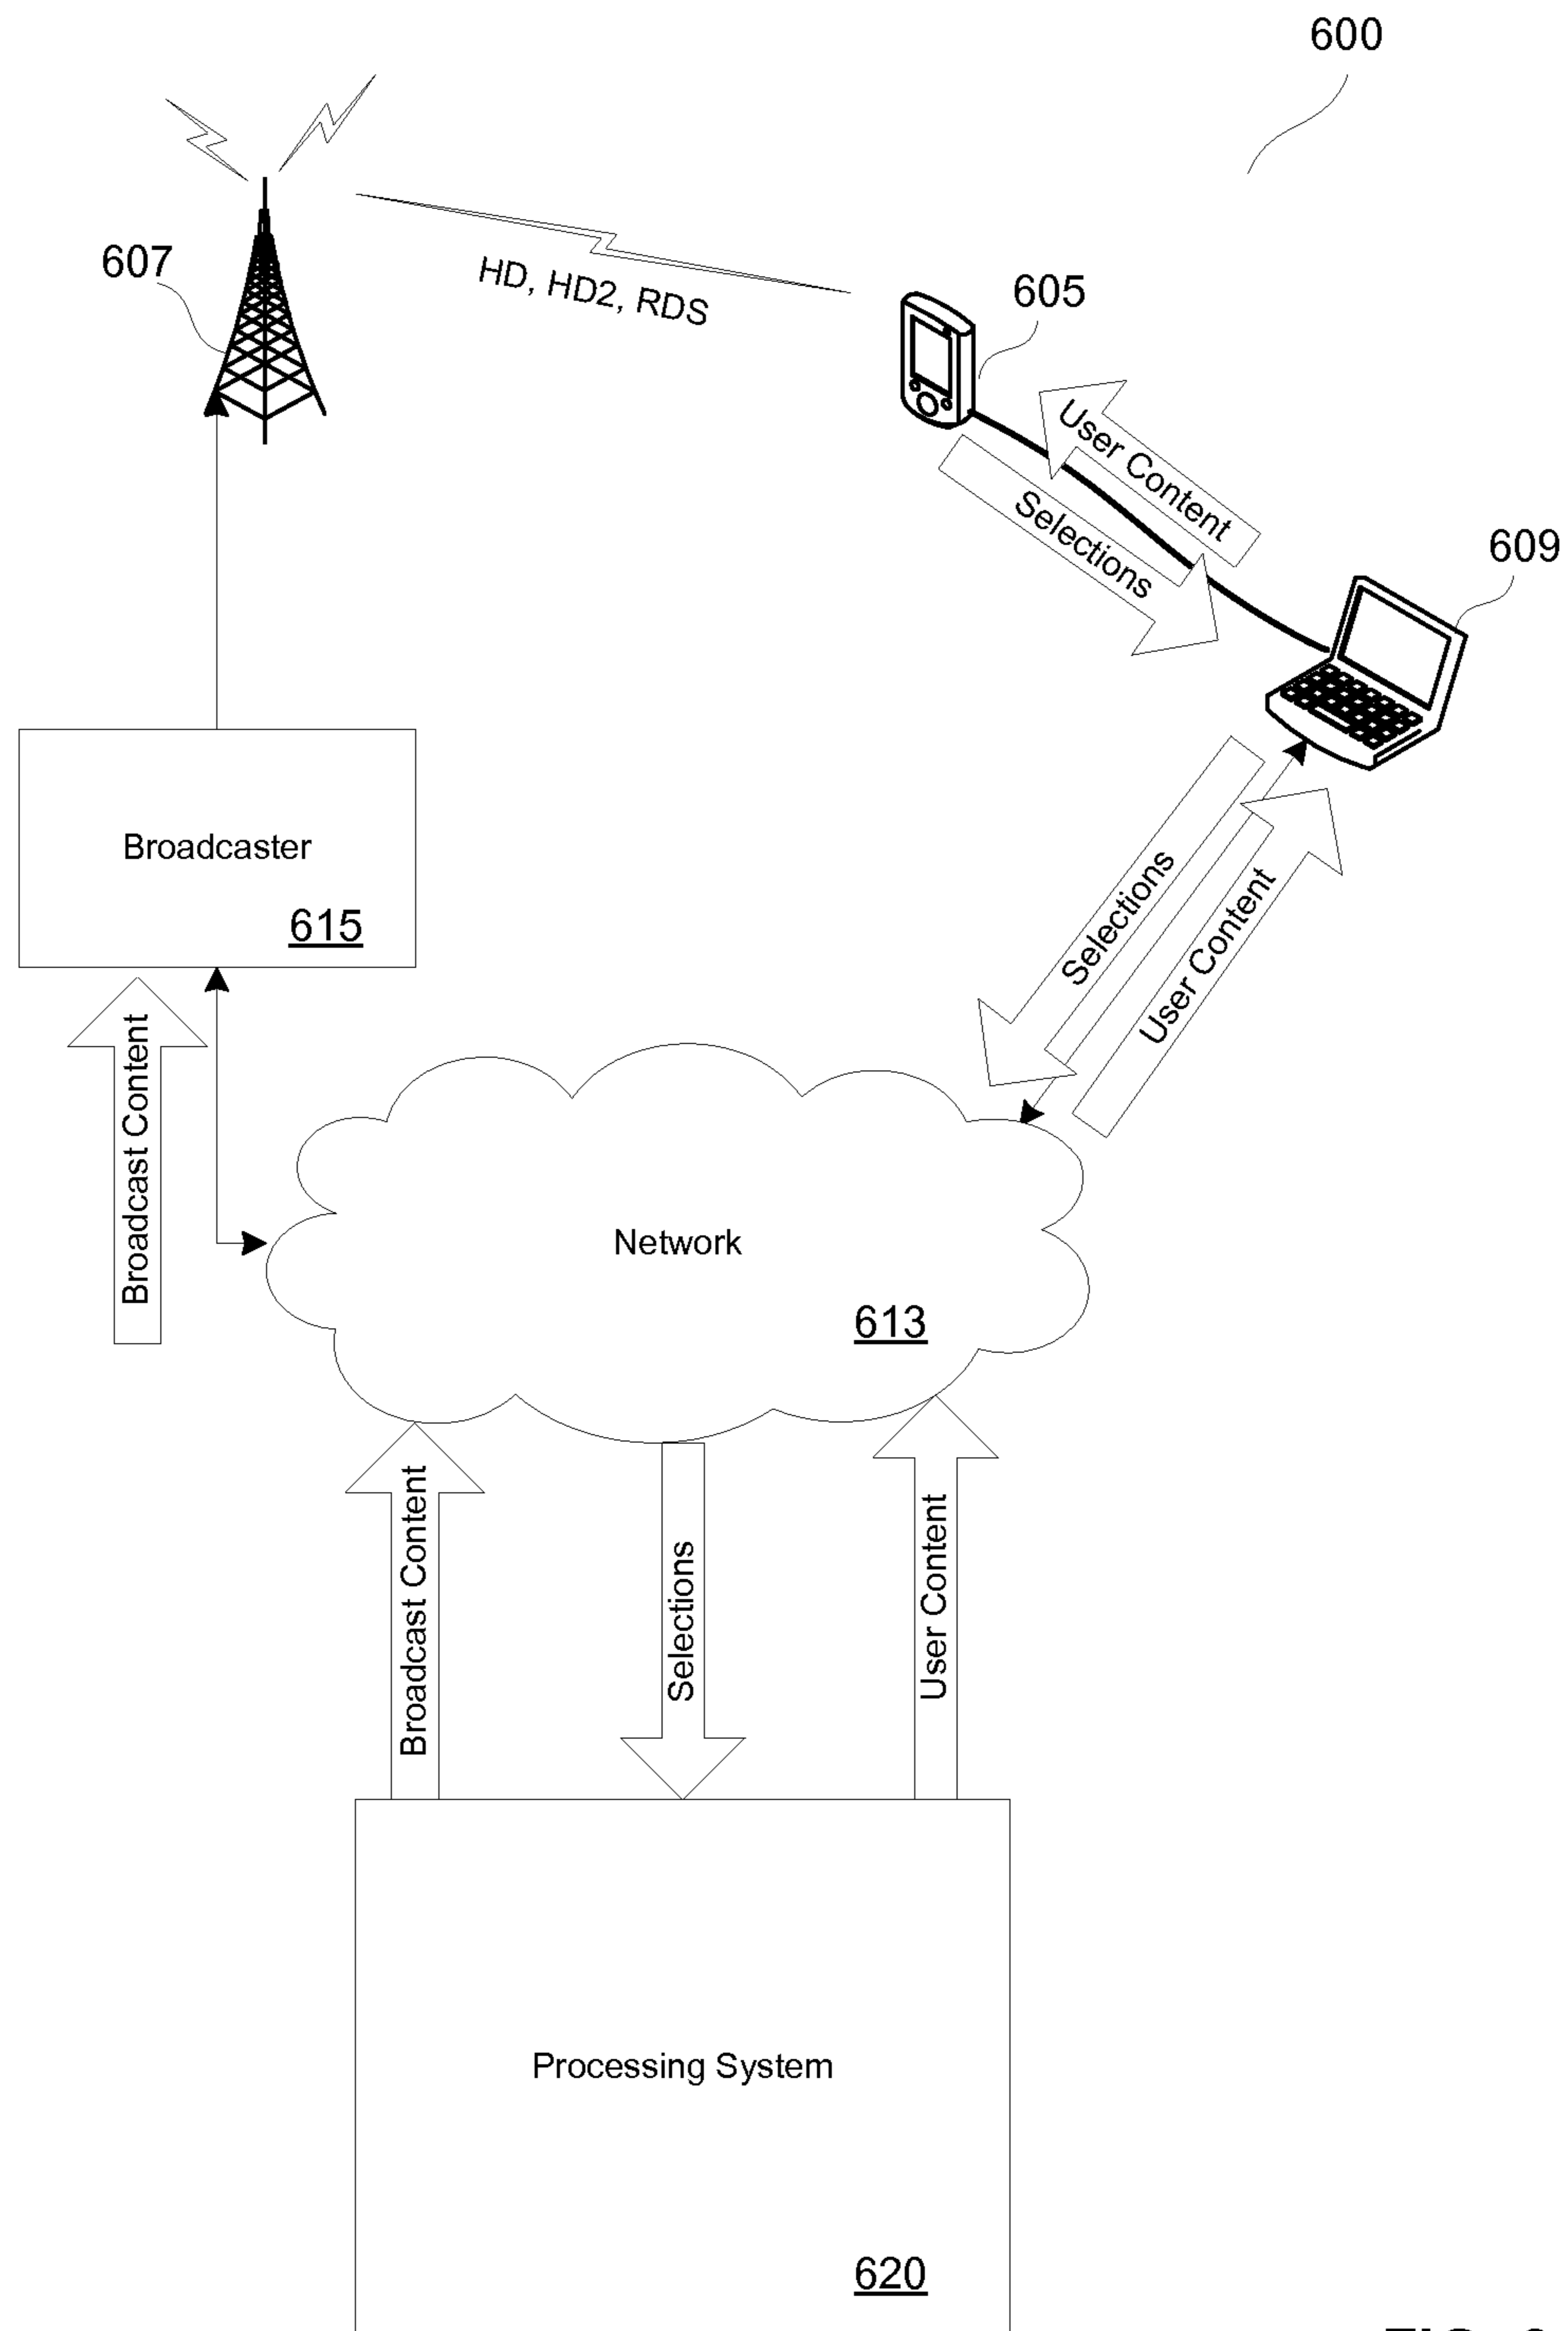 600
607
HD, HD2, RDS
605
User Content
Selections
609
Broadcaster
615
Selections
User Content
Broadcast Content
Network
613
Broadcast Content
Selections
User Content
Processing System
620